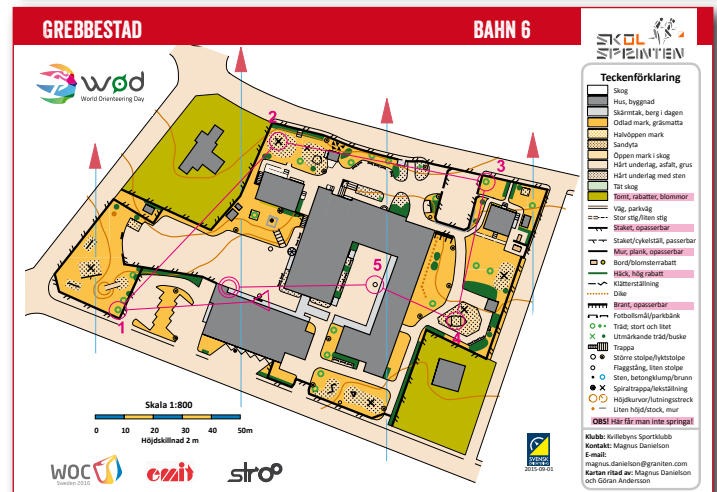 GREBBESTAD
BAHN 6
SKOL
SPRINTEN
wod
World Orienteering Day
Teckenförklaring
Skog
Hus, byggnad
Skärmtak, berg i dagen
Odlad mark, gräsmatta
Halvöppen mark
Sandyta
Öppen mark i skog
Hårt underlag, asfalt, grus
Hårt underlag med sten
Tät skog
Tomt, rabatter, blommor
Väg, parkväg
Stor stig/liten stig
Staket, opasserbar
Staket/cykelställ, passerbar
Mur, plank, opasserbar
Bord/blomsterrabatt
Häck, hög rabatt
Klätterställning
Dike
Brant, opasserbar
Fotbollsmål/parkbänk
Träd; stort och litet
Utmärkande träd/buske
Trappa
Större stolpe/lyktstolpe
Flaggstång, liten stolpe
Sten, betongklump/brunn
Spiraltrappa/lekställning
Höjdkurvor/lutningsstreck
Liten höjd/stock, mur
OBS! Här får man inte springa!
Klubb: Kvillebyns Sportklubb
Kontakt: Magnus Danielson
E-mail:
magnus.danielson@graniten.com
Kartan ritad av: Magnus Danielson
och Göran Andersson
2
3
5
1
4
Skala 1:800
0 10 20 30 40 50m
Höjdskillnad 2 m
WOC
Sweden 2016
emit
stro
SVENSK
2015-09-01